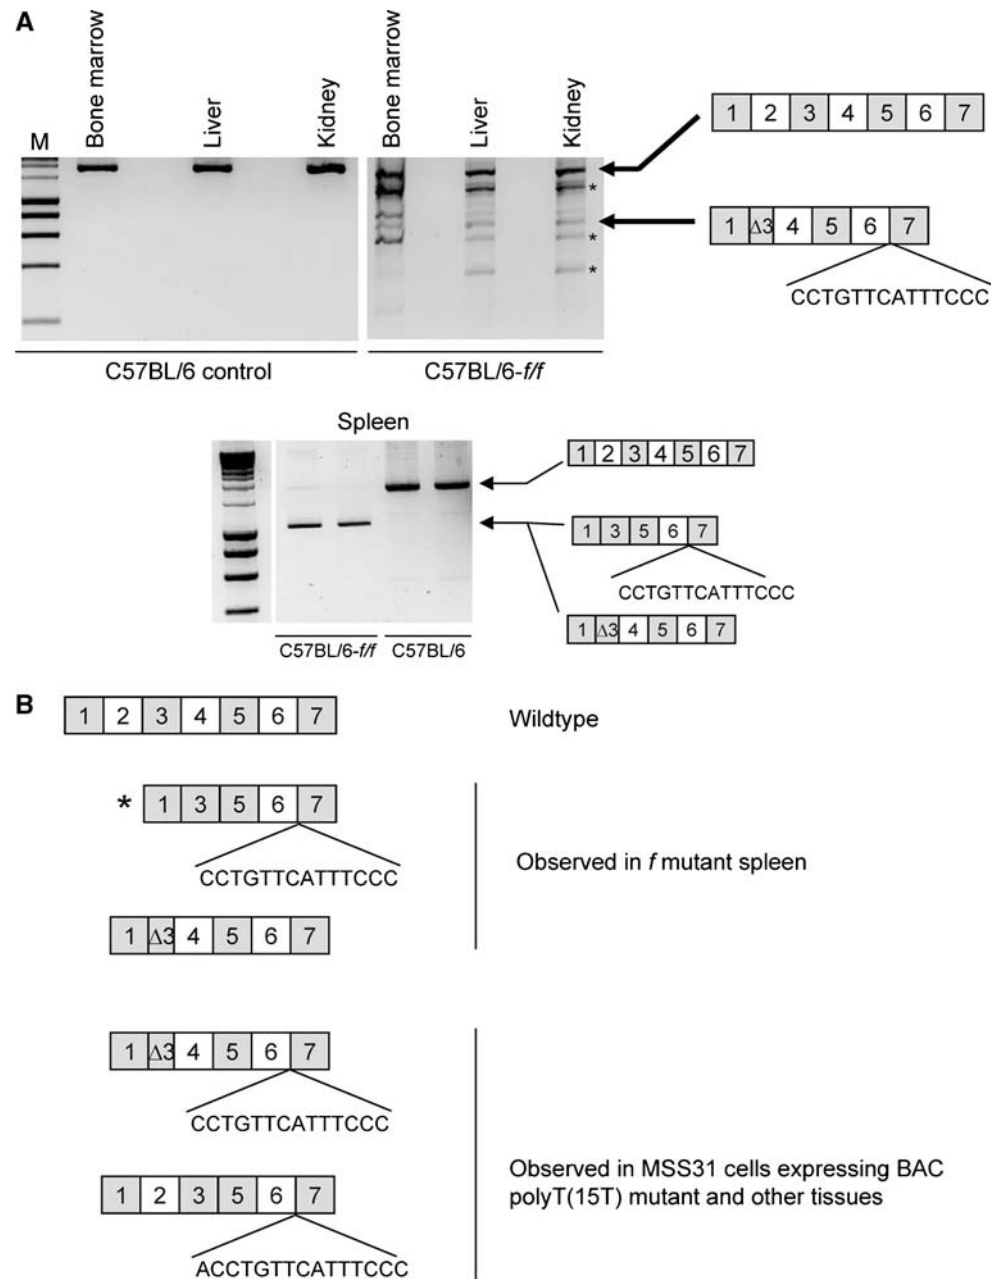 A
M
Bone marrow
Liver
Kidney
Bone marrow
Liver
Kidney
1 2 3 4 5 6 7
*
1 Δ3 4 5 6 7
*
CCTGTTCATTTCCC
*
C57BL/6 control
C57BL/6-f/f
Spleen
1 2 3 4 5 6 7
1 3 5 6 7
CCTGTTCATTTCCC
1 Δ3 4 5 6 7
C57BL/6-f/f
C57BL/6
B
1 2 3 4 5 6 7
Wildtype
* 1 3 5 6 7
CCTGTTCATTTCCC
Observed in f mutant spleen
1 Δ3 4 5 6 7
1 Δ3 4 5 6 7
CCTGTTCATTTCCC
1 2 3 5 6 7
ACCTGTTCATTTCCC
Observed in MSS31 cells expressing BAC
polyT(15T) mutant and other tissues